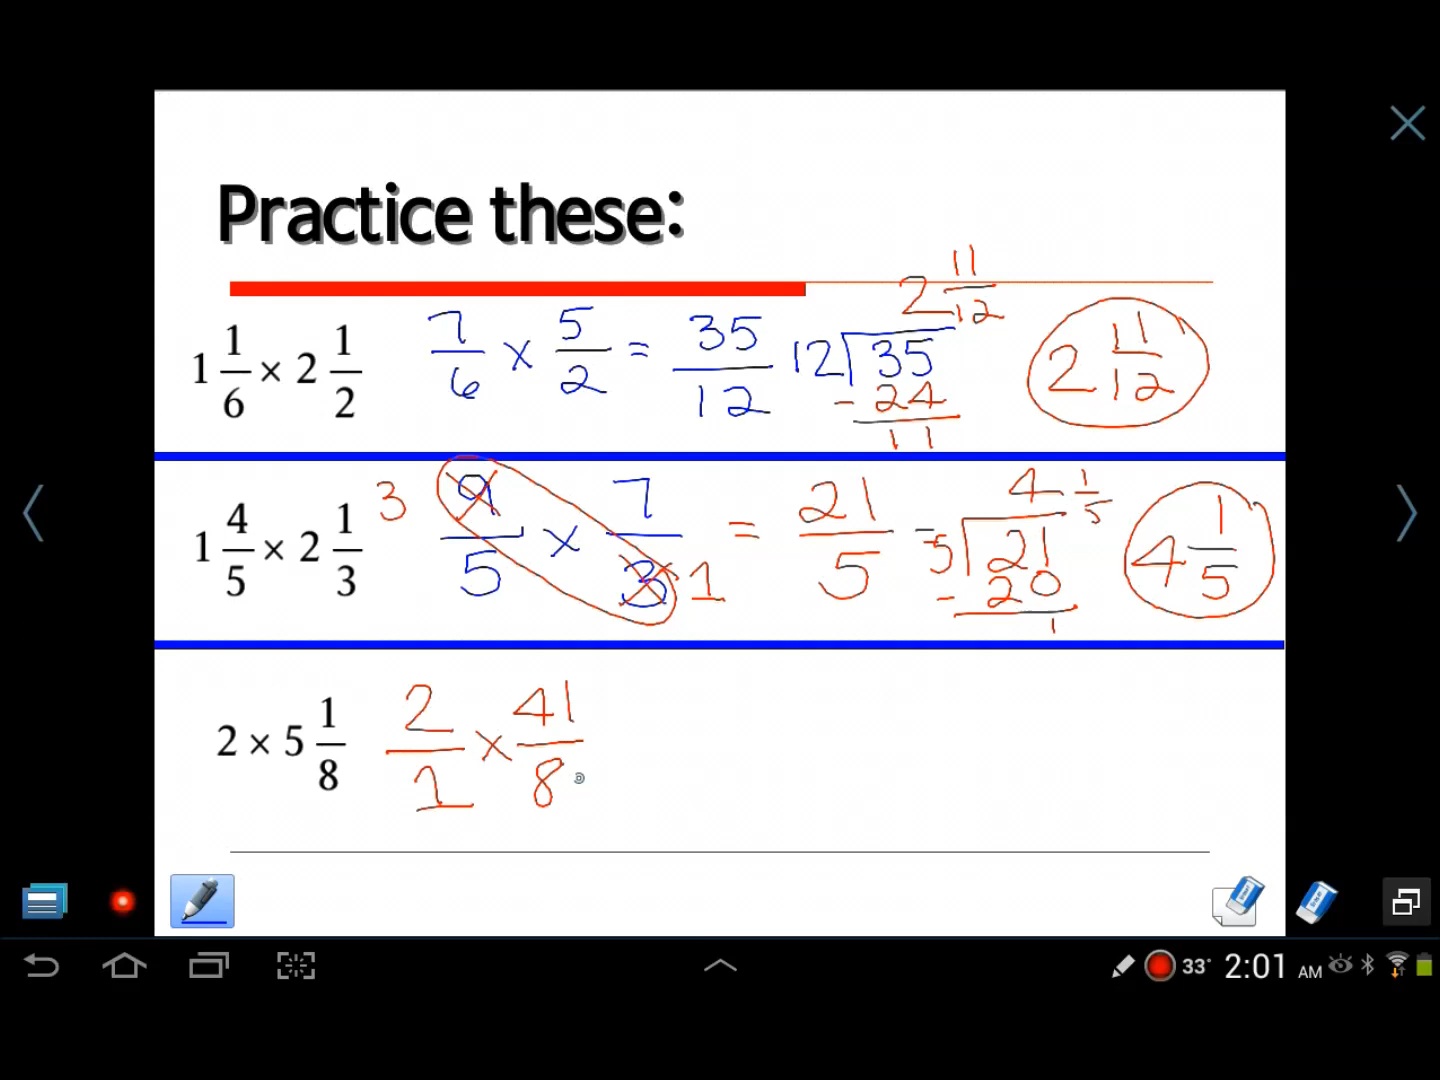 Practice these:
1 1/6 × 2 1/2 7/6 × 5/2 = 35/12 12)35 2 11/12 - 24 11 2 11/12
1 4/5 × 2 1/3 3 9/5 × 7/3 1 = 21/5 5)21 4 1/5 - 20 1 4 1/5
2 × 5 1/8 2/1 × 41/8
33° 2:01 AM